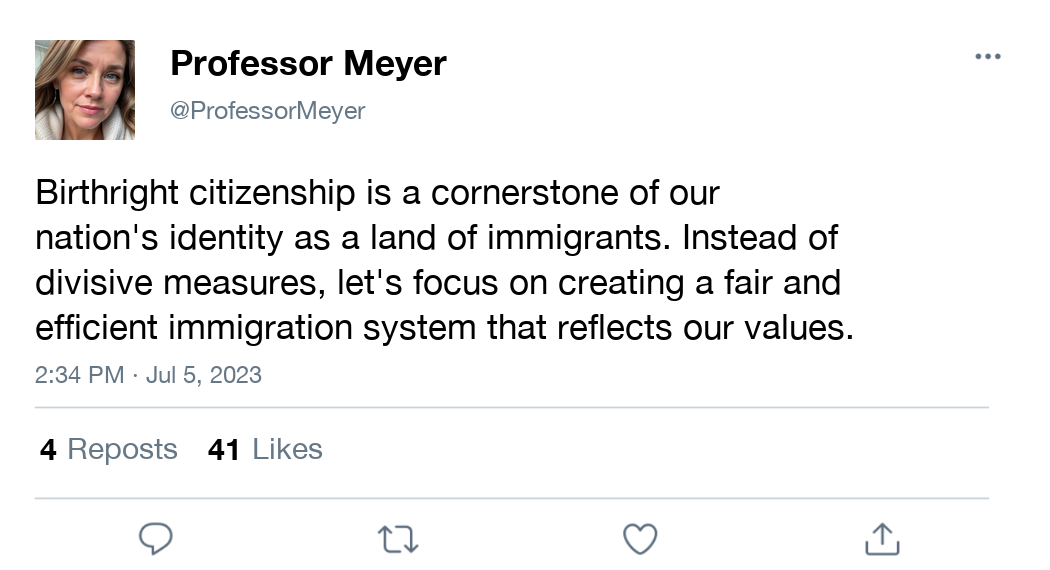 Professor Meyer
@ProfessorMeyer
Birthright citizenship is a cornerstone of our
nation's identity as a land of immigrants. Instead of
divisive measures, let's focus on creating a fair and
efficient immigration system that reflects our values.
2:34 PM · Jul 5, 2023
4 Reposts 41 Likes